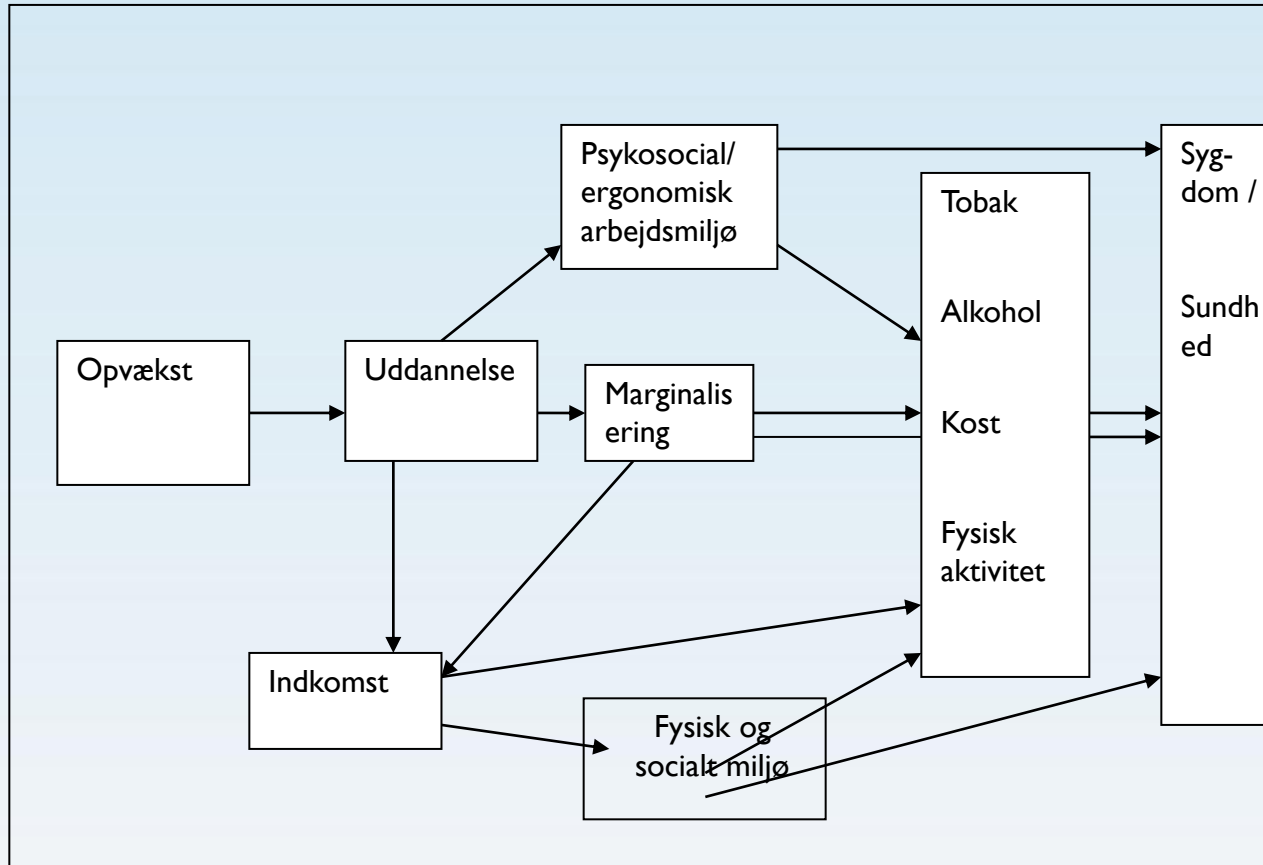 Psykosocial/
ergonomisk
arbejdsmiljø
Syg-
dom /
Sundh
ed
Tobak
Alkohol
Kost
Fysisk
aktivitet
Opvækst
Uddannelse
Marginalis
ering
Indkomst
Fysisk og
socialt miljø